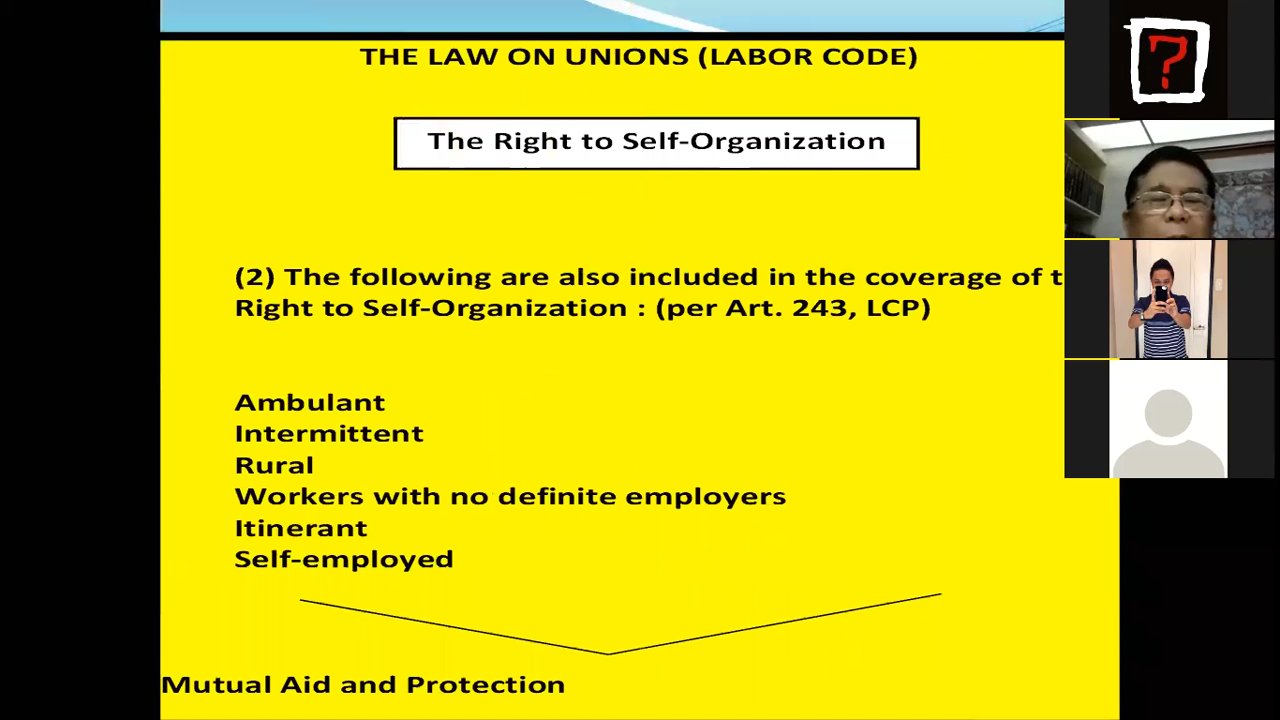 THE LAW ON UNIONS (LABOR CODE)
The Right to Self-Organization
(2) The following are also included in the coverage of t
Right to Self-Organization : (per Art. 243, LCP)
Ambulant
Intermittent
Rural
Workers with no definite employers
Itinerant
Self-employed
Mutual Aid and Protection
?